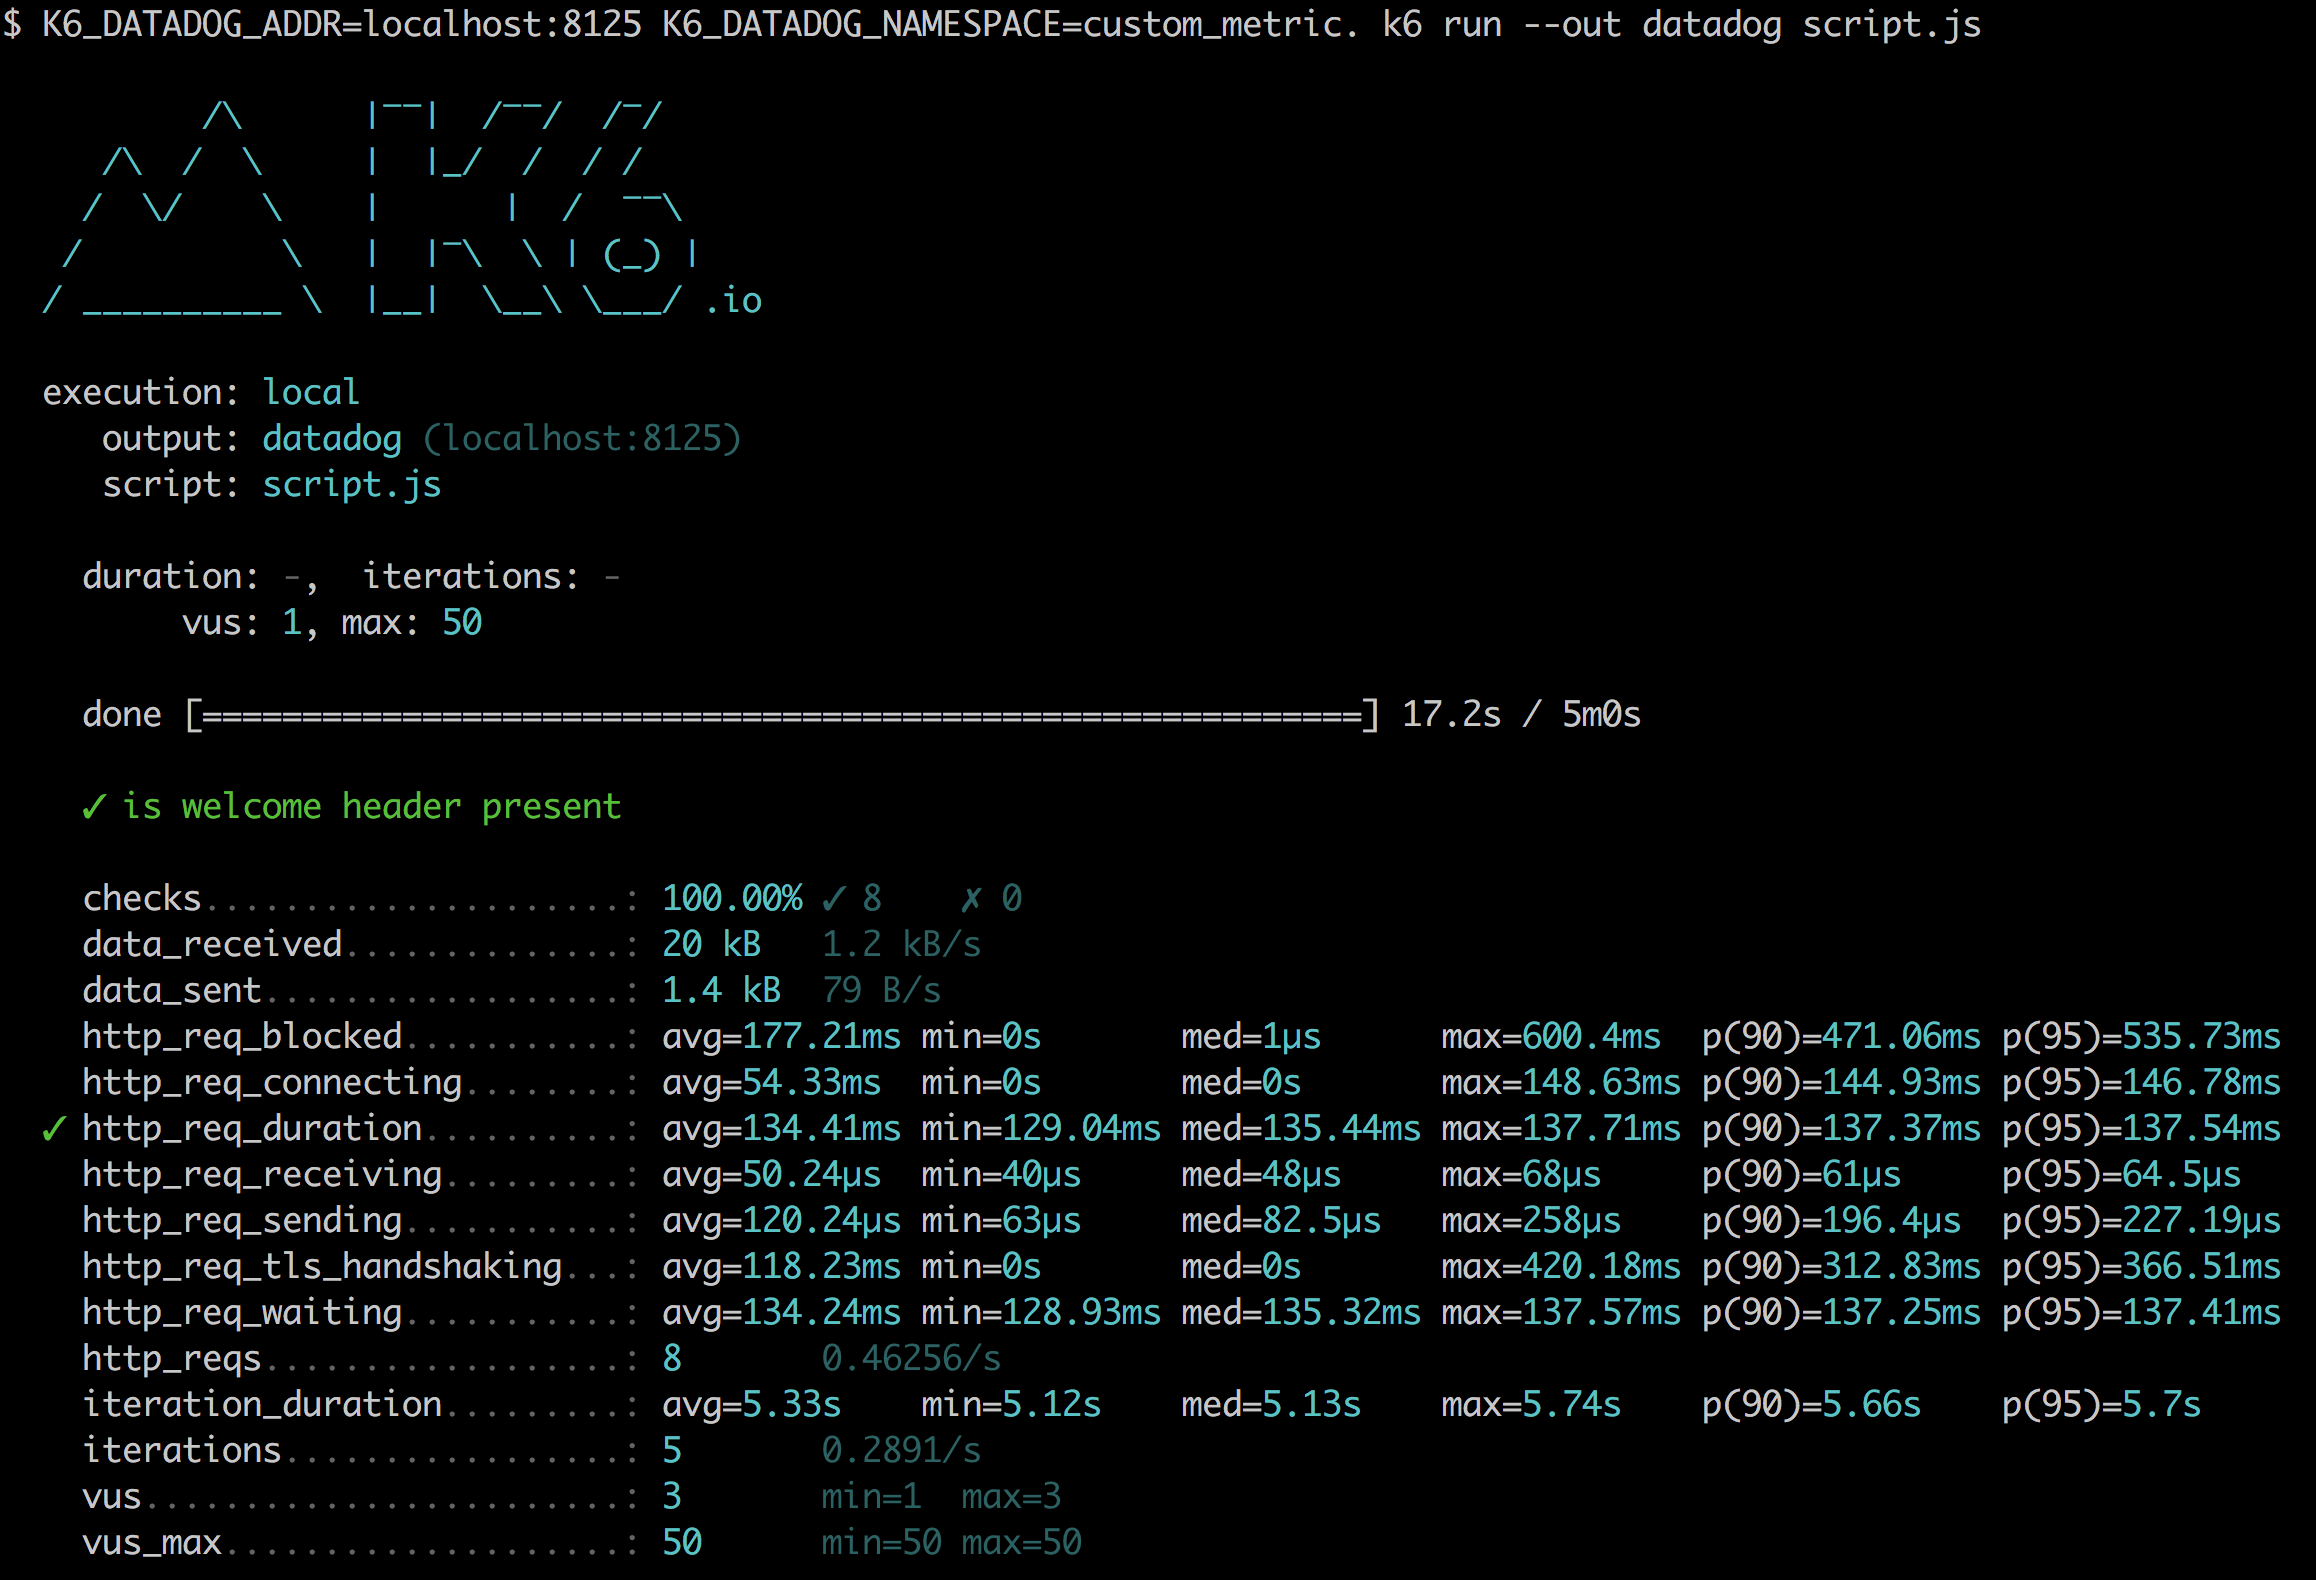 $ K6_DATADOG_ADDR=localhost:8125 K6_DATADOG_NAMESPACE=custom_metric. k6 run --out datadog script.js
          /\      |‾‾|  /‾‾/  /‾/
     /\  /  \     |  |_/  /  / /
    /  \/    \    |      |  /  ‾‾\
   /          \   |  |‾\  \ | (_) |
  / __________ \  |__|  \__\ \___/ .io
execution: local
output: datadog (localhost:8125)
script: script.js
duration: -,  iterations: -
vus: 1, max: 50
done [==========================================================] 17.2s / 5m0s
✓ is welcome header present
checks.....................: 100.00% ✓ 8    ✗ 0
data_received..............: 20 kB   1.2 kB/s
data_sent..................: 1.4 kB  79 B/s
http_req_blocked...........: avg=177.21ms min=0s       med=1µs      max=600.4ms  p(90)=471.06ms p(95)=535.73ms
http_req_connecting........: avg=54.33ms  min=0s       med=0s       max=148.63ms p(90)=144.93ms p(95)=146.78ms
✓ http_req_duration..........: avg=134.41ms min=129.04ms med=135.44ms max=137.71ms p(90)=137.37ms p(95)=137.54ms
http_req_receiving.........: avg=50.24µs  min=40µs     med=48µs     max=68µs     p(90)=61µs     p(95)=64.5µs
http_req_sending...........: avg=120.24µs min=63µs     med=82.5µs   max=258µs    p(90)=196.4µs  p(95)=227.19µs
http_req_tls_handshaking...: avg=118.23ms min=0s       med=0s       max=420.18ms p(90)=312.83ms p(95)=366.51ms
http_req_waiting...........: avg=134.24ms min=128.93ms med=135.32ms max=137.57ms p(90)=137.25ms p(95)=137.41ms
http_reqs..................: 8       0.46256/s
iteration_duration.........: avg=5.33s    min=5.12s    med=5.13s    max=5.74s    p(90)=5.66s    p(95)=5.7s
iterations.................: 5       0.2891/s
vus........................: 3       min=1  max=3
vus_max....................: 50      min=50 max=50